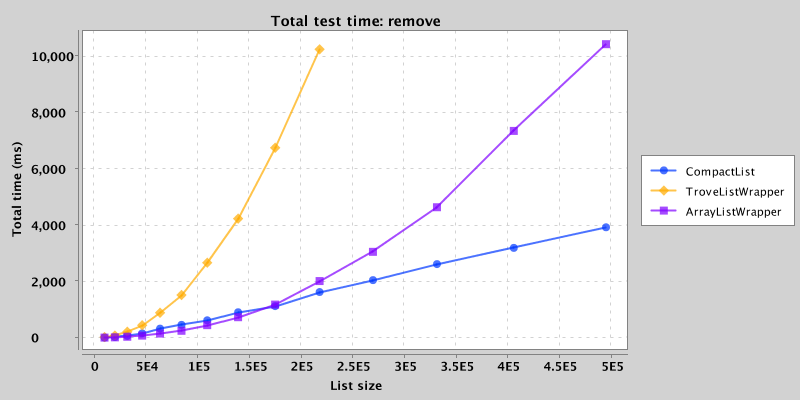 Total test time: remove
Total time (ms)
10,000
8,000
6,000
4,000
2,000
0
0 5E4 1E5 1.5E5 2E5 2.5E5 3E5 3.5E5 4E5 4.5E5 5E5
List size
CompactList
TroveListWrapper
ArrayListWrapper